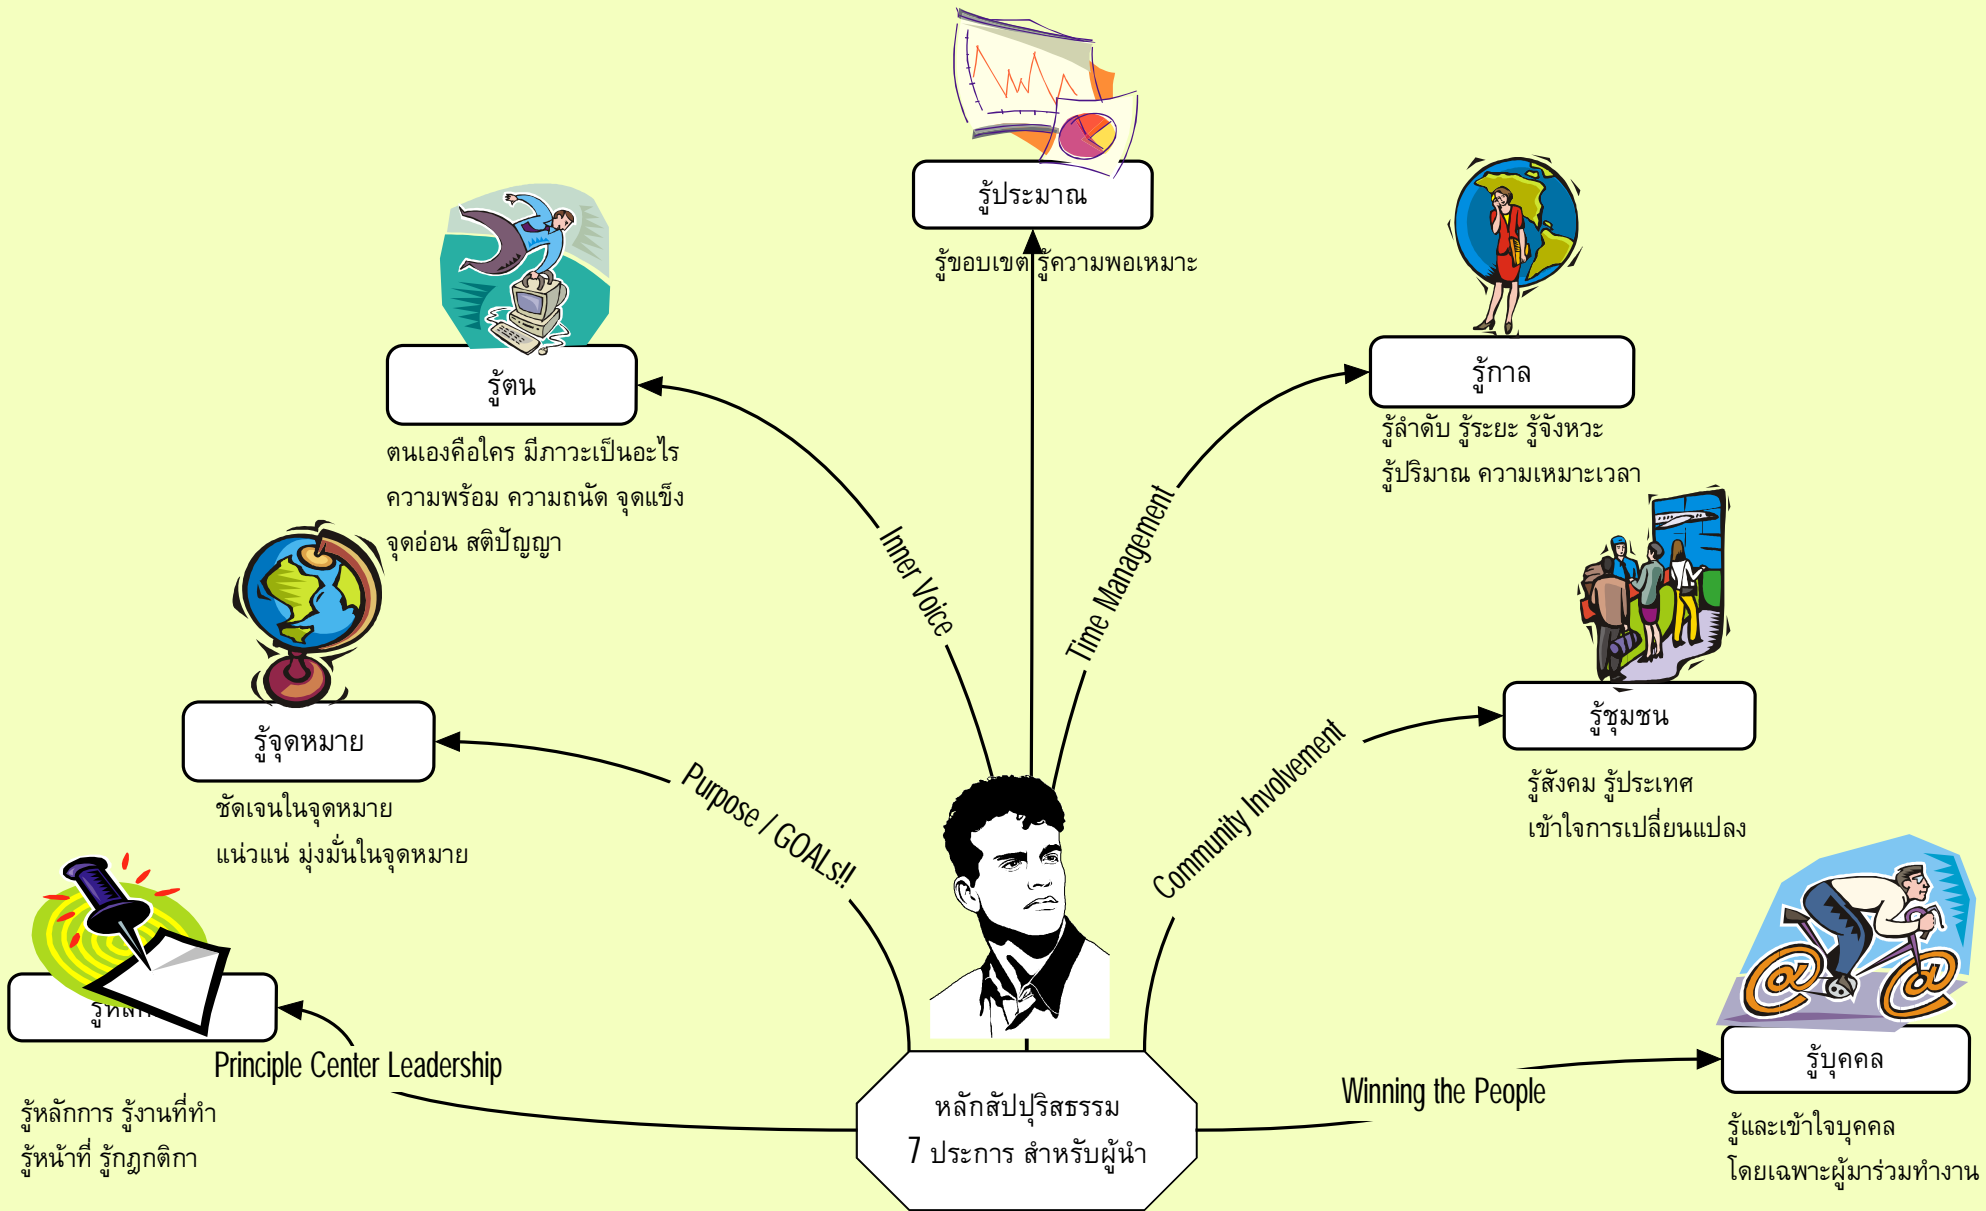 รู้ประมาณ
รู้ขอบเขต รู้ความพอเหมาะ
รู้ตน
ตนเองคือใคร มีภาวะเป็นอะไร
ความพร้อม ความถนัด จุดแข็ง
จุดอ่อน สติปัญญา
Inner Voice
รู้กาล
รู้ลำดับ รู้ระยะ รู้จังหวะ
รู้ปริมาณ ความเหมาะเวลา
Time Management
รู้จุดหมาย
ชัดเจนในจุดหมาย
แน่วแน่ มุ่งมั่นในจุดหมาย
Purpose / GOALs!!
รู้ชุมชน
รู้สังคม รู้ประเทศ
เข้าใจการเปลี่ยนแปลง
Community Involvement
Principle Center Leadership
รู้หลักการ รู้งานที่ทำ
รู้หน้าที่ รู้กฎกติกา
รู้บุคคล
รู้และเข้าใจบุคคล
โดยเฉพาะผู้มาร่วมทำงาน
Winning the People
หลักสัปปุริสธรรม
7 ประการ สำหรับผู้นำ